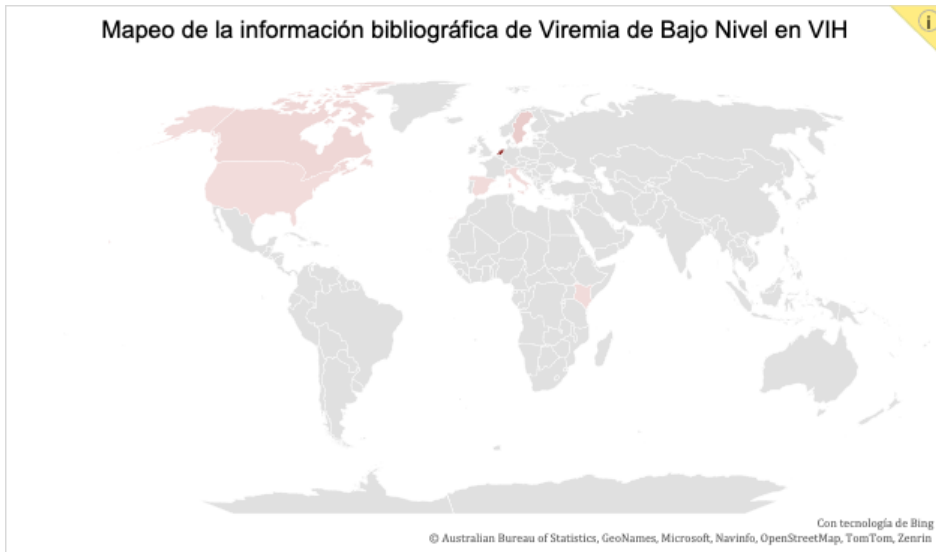 Mapeo de la información bibliográfica de Viremia de Bajo Nivel en VIH
i
Con tecnología de Bing
© Australian Bureau of Statistics, GeoNames, Microsoft, Navinfo, OpenStreetMap, TomTom, Zenrin